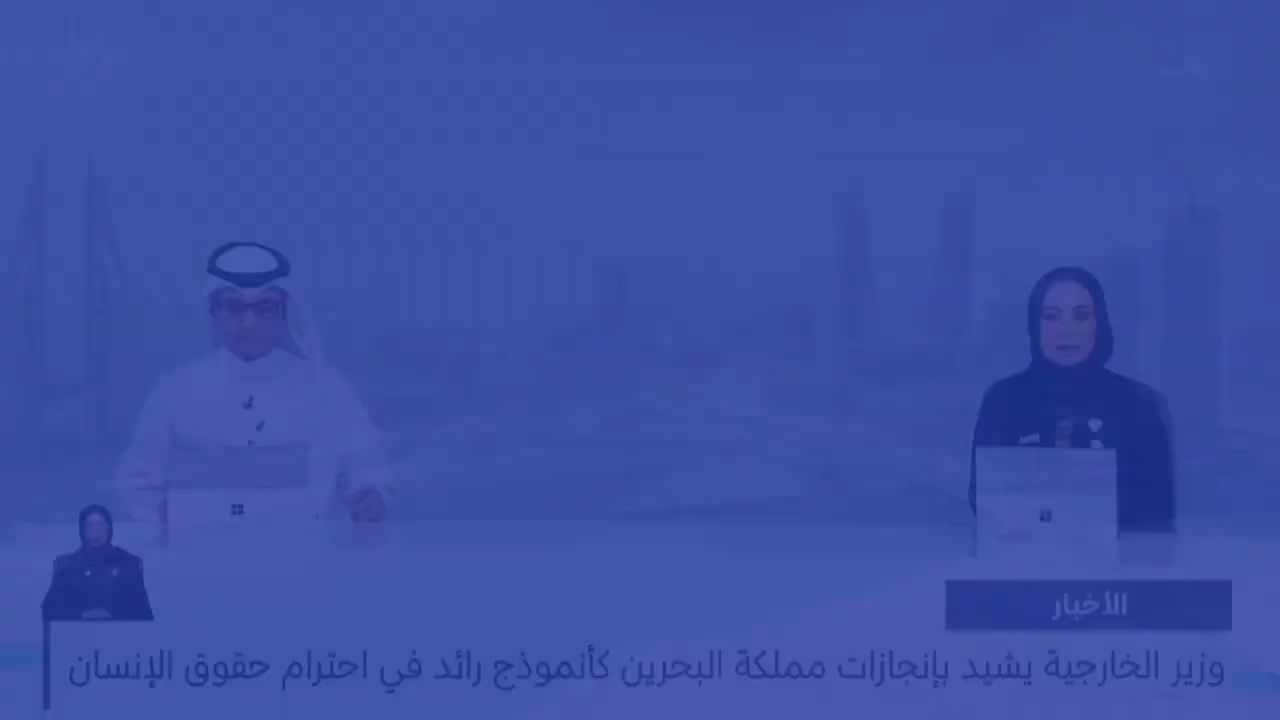 الأخبار
وزير الخارجية يشيد بإنجازات مملكة البحرين كأنموذج رائد في احترام حقوق الإنسان